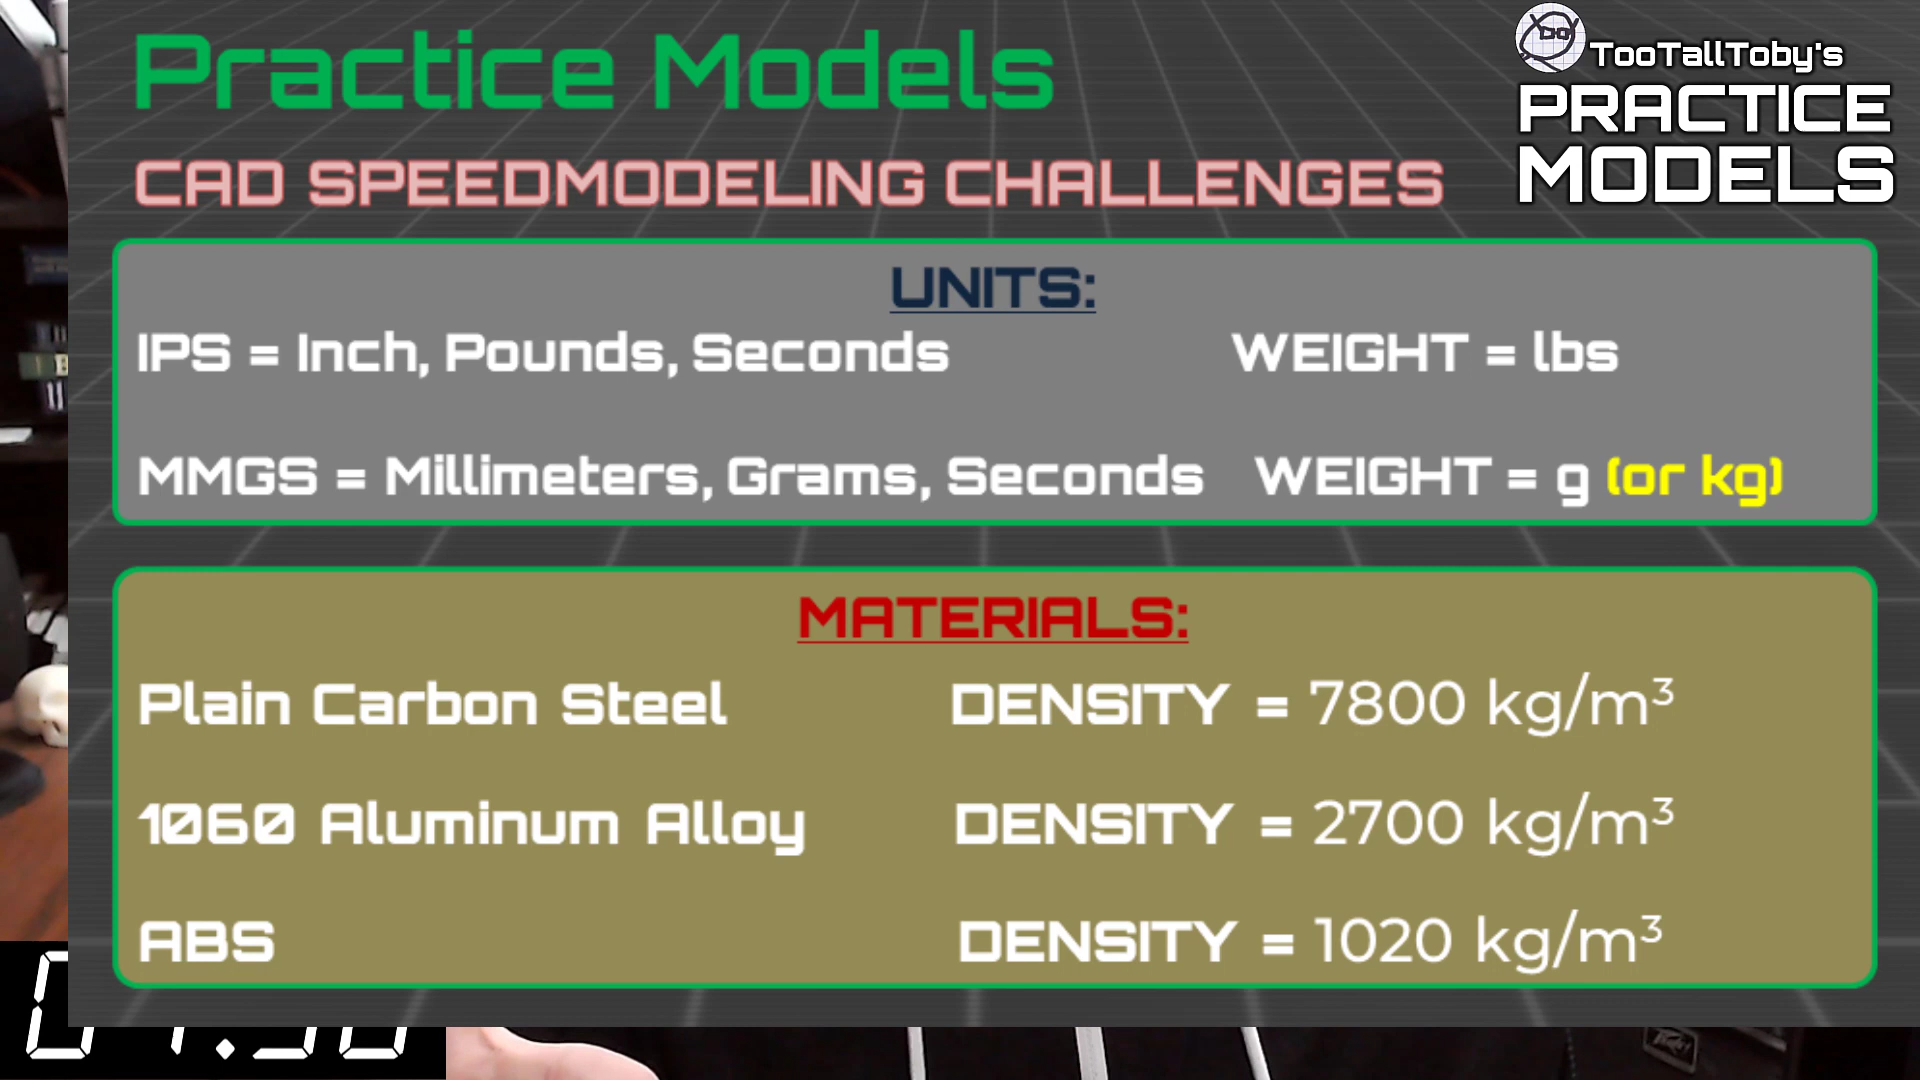 Practice Models
TooTallToby's
PRACTICE
MODELS
CAD SPEEDMODELING CHALLENGES
UNITS:
IPS = Inch, Pounds, Seconds WEIGHT = lbs
MMGS = Millimeters, Grams, Seconds WEIGHT = g (or kg)
MATERIALS:
Plain Carbon Steel DENSITY = 7800 kg/m³
1060 Aluminum Alloy DENSITY = 2700 kg/m³
ABS DENSITY = 1020 kg/m³